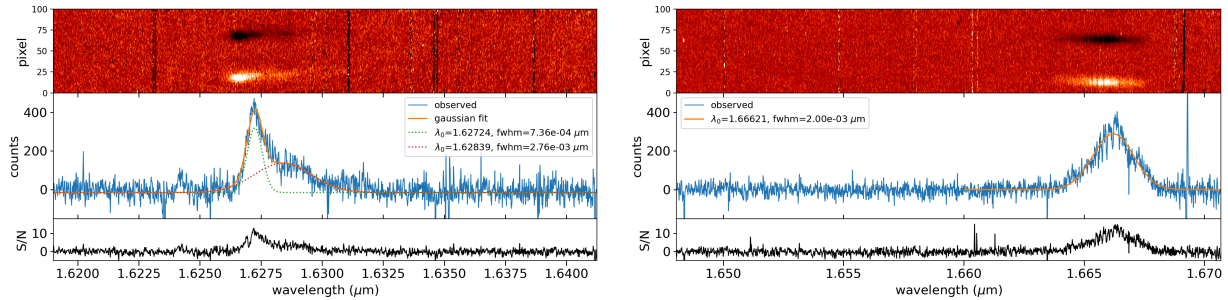 100
75
50
25
0
pixel
400
200
0
counts
observed
gaussian fit
λ₀=1.62724, fwhm=7.36e-04 μm
λ₀=1.62839, fwhm=2.76e-03 μm
10
0
S/N
1.6200 1.6225 1.6250 1.6275 1.6300 1.6325 1.6350 1.6375 1.6400
wavelength (μm)
100
75
50
25
0
pixel
400
200
0
counts
observed
λ₀=1.66621, fwhm=2.00e-03 μm
10
0
S/N
1.650 1.655 1.660 1.665 1.670
wavelength (μm)